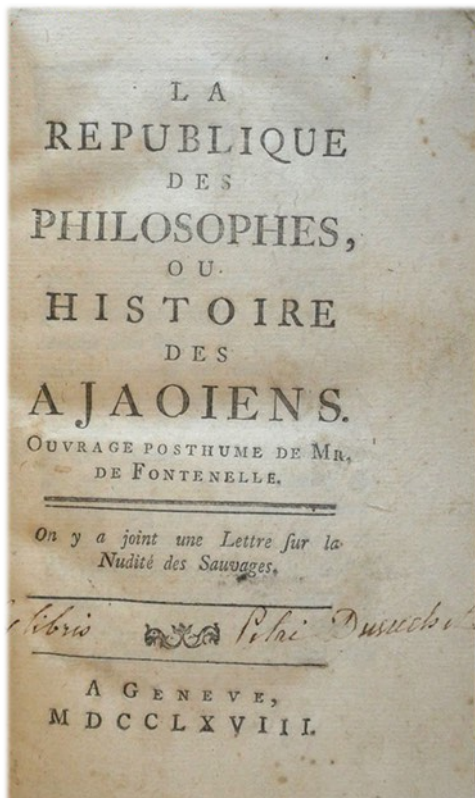 LA
REPUBLIQUE
DES
PHILOSOPHES,
OU
HISTOIRE
DES
AJAOIENS.
OUVRAGE POSTHUME DE MR.
DE FONTENELLE.
On y a joint une Lettre ſur la
Nudité des Sauvages.
libris
A GENEVE,
MDCCLXVIII.